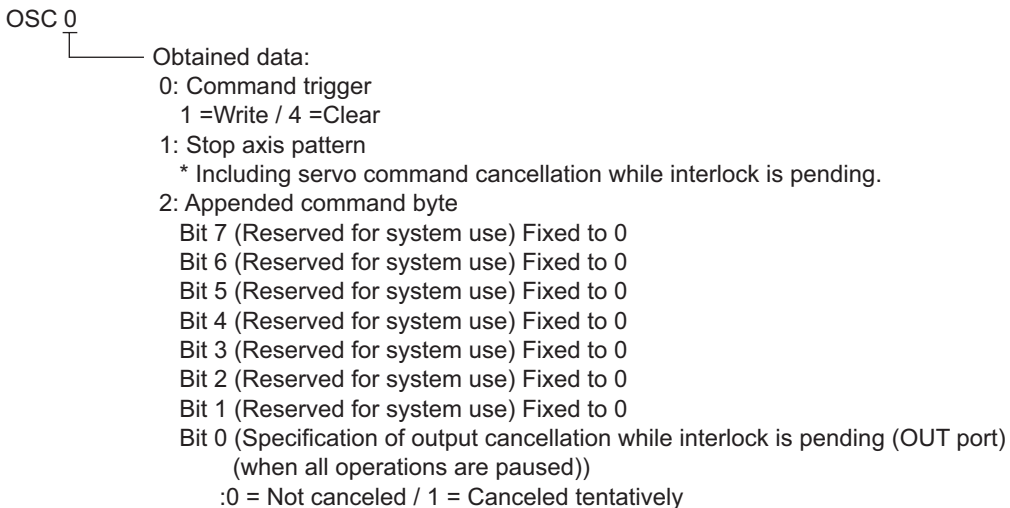 OSC 0
Obtained data:
0: Command trigger
1 =Write / 4 =Clear
1: Stop axis pattern
* Including servo command cancellation while interlock is pending.
2: Appended command byte
Bit 7 (Reserved for system use) Fixed to 0
Bit 6 (Reserved for system use) Fixed to 0
Bit 5 (Reserved for system use) Fixed to 0
Bit 4 (Reserved for system use) Fixed to 0
Bit 3 (Reserved for system use) Fixed to 0
Bit 2 (Reserved for system use) Fixed to 0
Bit 1 (Reserved for system use) Fixed to 0
Bit 0 (Specification of output cancellation while interlock is pending (OUT port)
(when all operations are paused))
:0 = Not canceled / 1 = Canceled tentatively